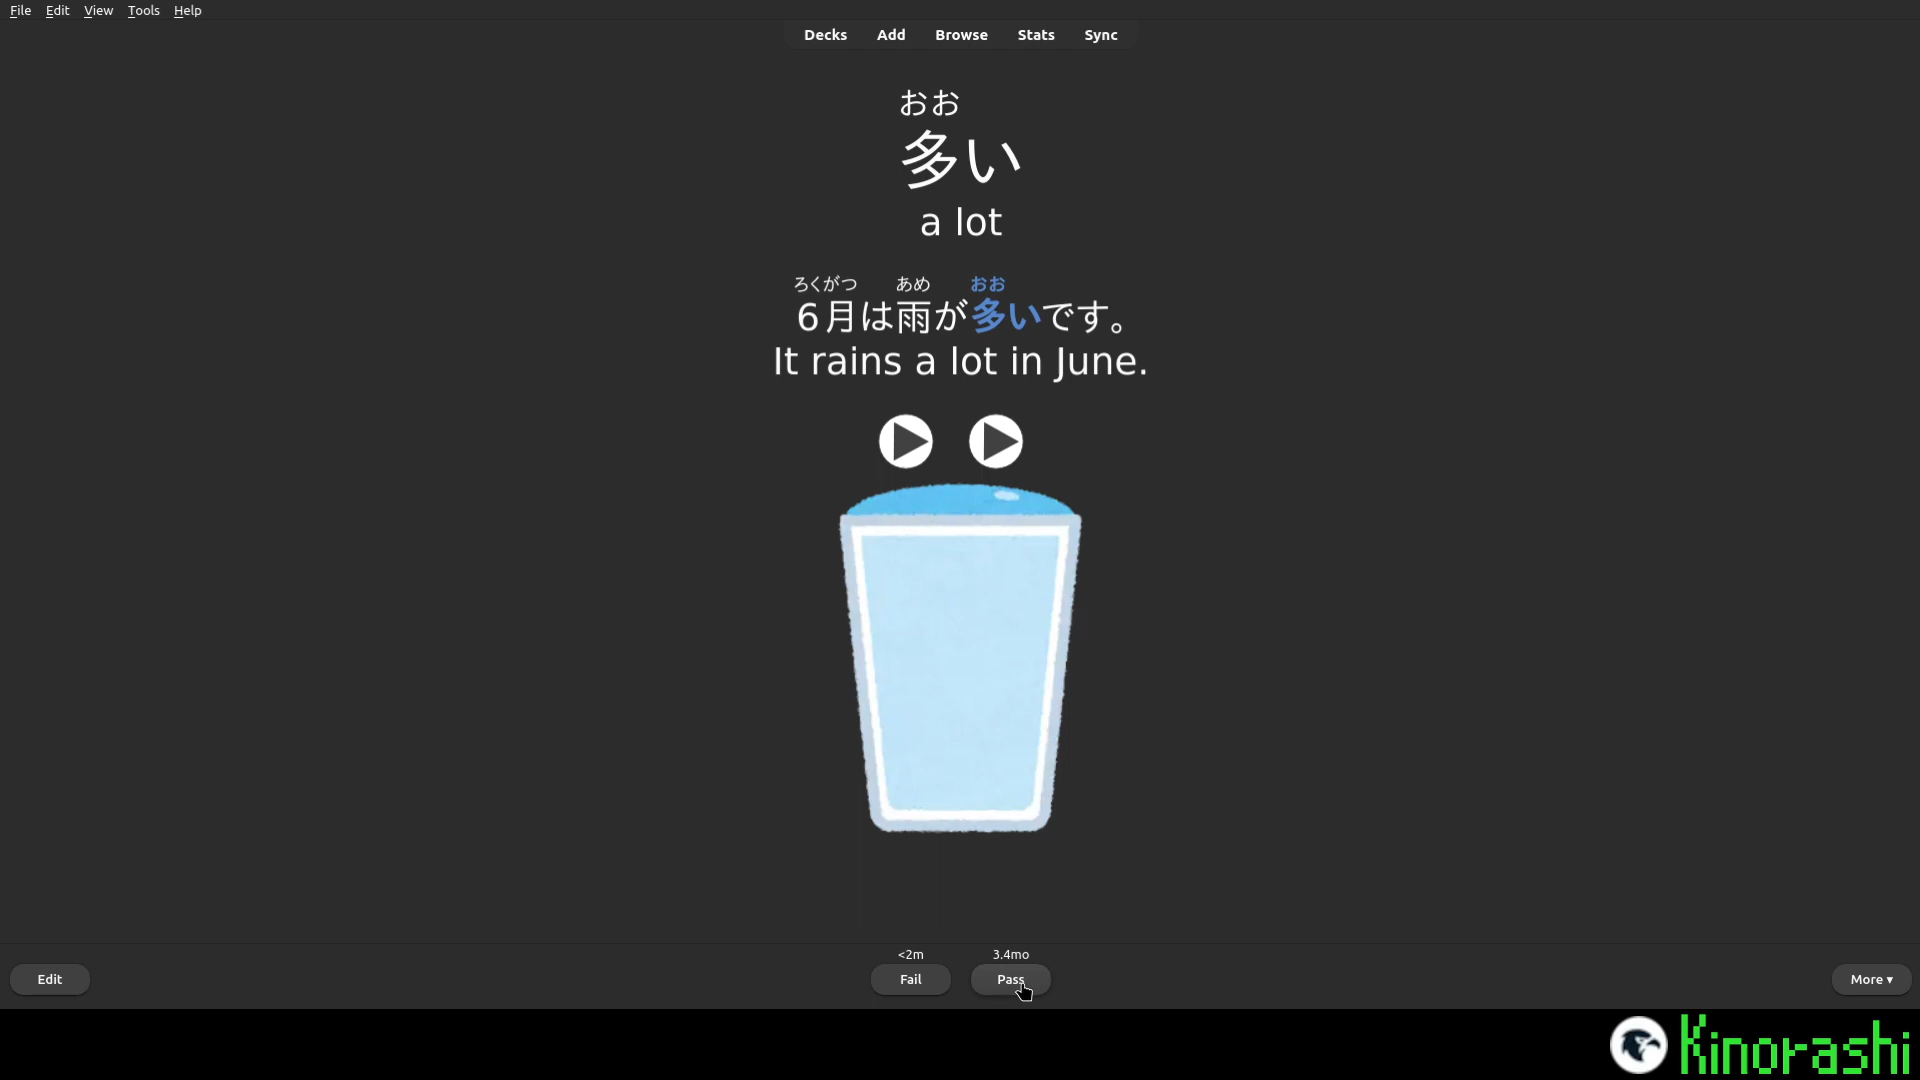 File Edit View Tools Help
Decks Add Browse Stats Sync
おお
多い
a lot
ろくがつ あめ おお
6月は雨が多いです。
It rains a lot in June.
<2m 3.4mo
Edit Fail Pass More ▾
Kinorashi